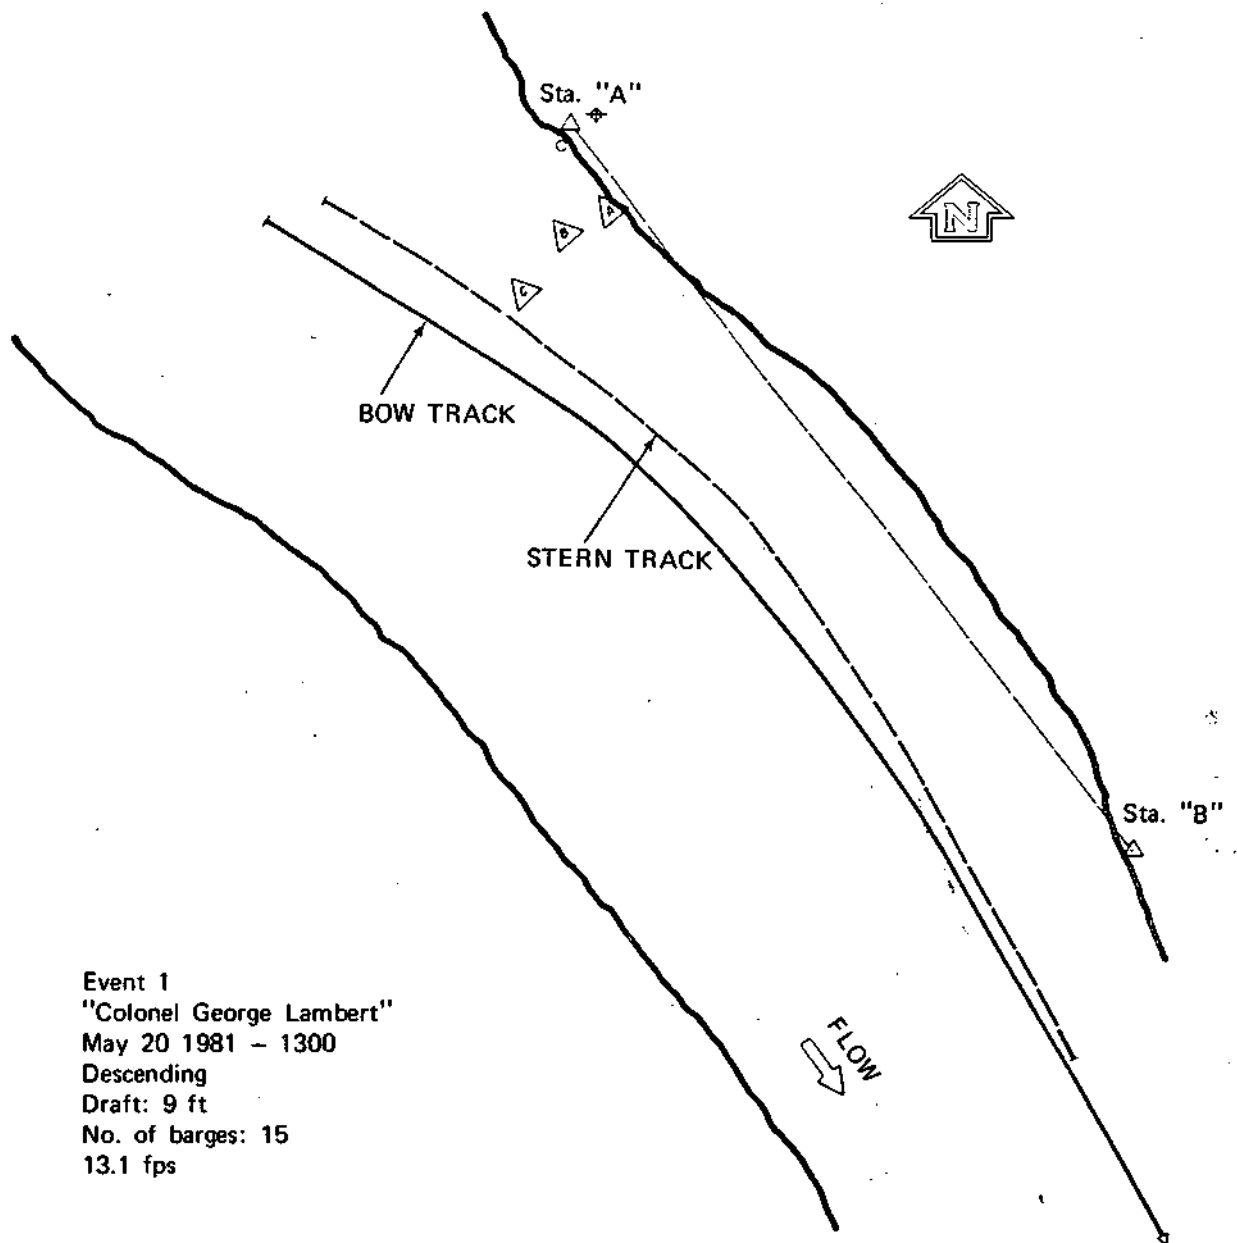 Sta. "A"
N
A
B
C
BOW TRACK
STERN TRACK
Sta. "B"
FLOW
Event 1
"Colonel George Lambert"
May 20 1981 – 1300
Descending
Draft: 9 ft
No. of barges: 15
13.1 fps